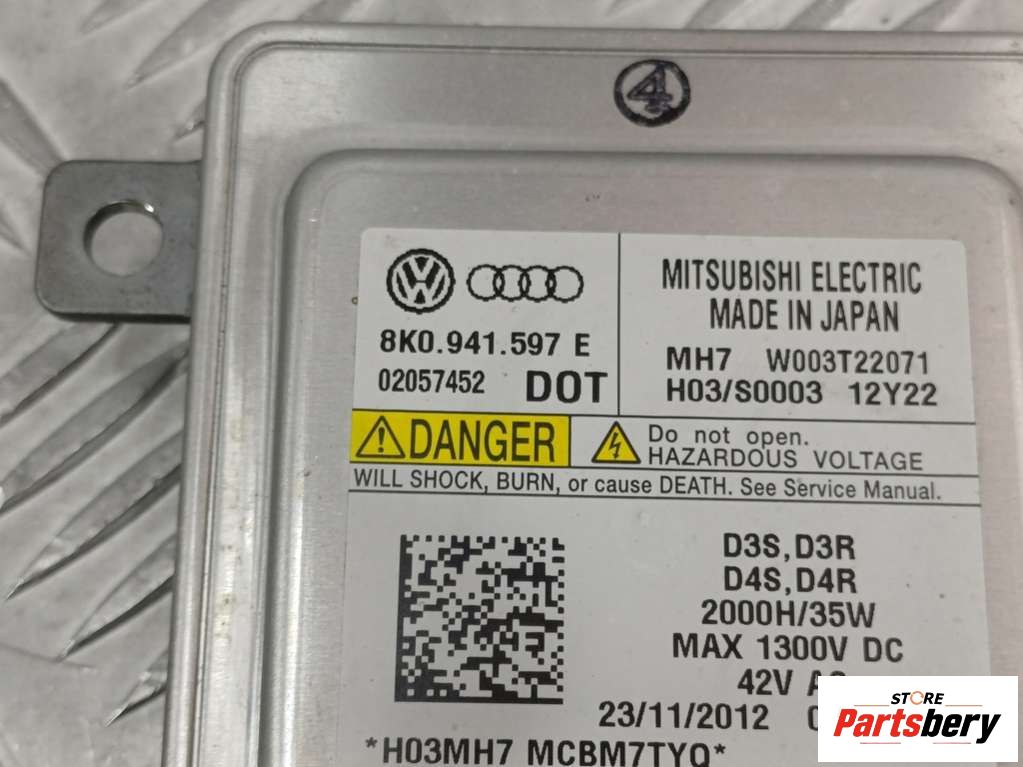 4
VW
8K0.941.597 E
02057452 DOT
MITSUBISHI ELECTRIC
MADE IN JAPAN
MH7 W003T22071
H03/S0003 12Y22
DANGER
Do not open.
HAZARDOUS VOLTAGE
WILL SHOCK, BURN, or cause DEATH. See Service Manual.
D3S, D3R
D4S, D4R
2000H/35W
MAX 1300V DC
42V
23/11/2012
*H03MH7 MCBM7TYQ*
STORE
Partsbery